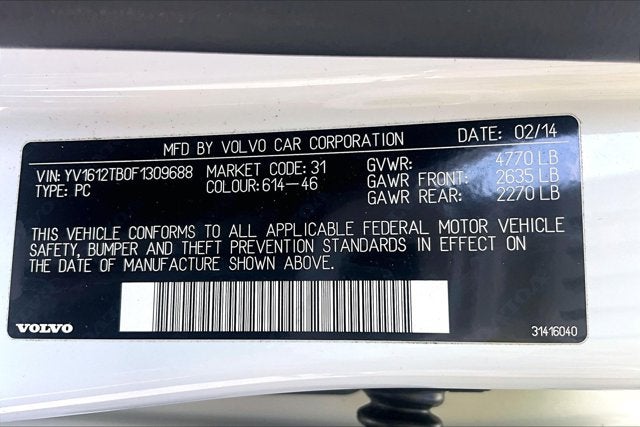 MFD BY VOLVO CAR CORPORATION DATE: 02/14
VIN: YV1612TB0F1309688 MARKET CODE: 31 GVWR: 4770 LB
TYPE: PC COLOUR: 614-46 GAWR FRONT: 2635 LB
GAWR REAR: 2270 LB
THIS VEHICLE CONFORMS TO ALL APPLICABLE FEDERAL MOTOR VEHICLE
SAFETY, BUMPER AND THEFT PREVENTION STANDARDS IN EFFECT ON
THE DATE OF MANUFACTURE SHOWN ABOVE.
VOLVO 31416040